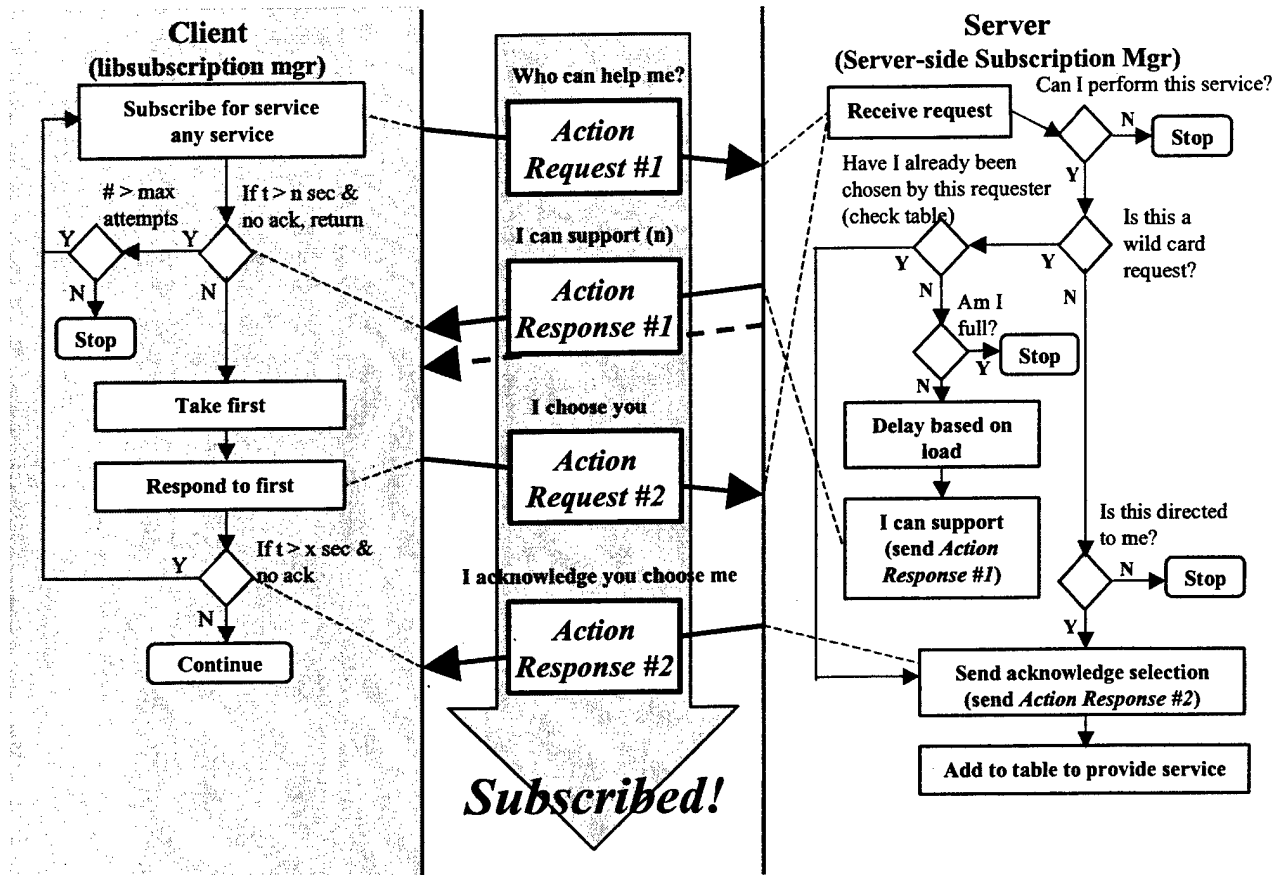 Client
(libsubscription mgr)
Subscribe for service
any service
# > max
attempts
If t > n sec &
no ack, return
Y
Y
N
N
Stop
Take first
Respond to first
If t > x sec &
no ack
Y
N
Continue
Who can help me?
Action
Request #1
I can support (n)
Action
Response #1
I choose you
Action
Request #2
I acknowledge you choose me
Action
Response #2
Subscribed!
Server
(Server-side Subscription Mgr)
Receive request
Can I perform this service?
N
Stop
Y
Have I already been
chosen by this requester
(check table)
Is this a
wild card
request?
Y
Y
N
N
Am I
full?
Stop
Y
N
Delay based on
load
I can support
(send Action
Response #1)
Is this directed
to me?
N
Stop
Y
Send acknowledge selection
(send Action Response #2)
Add to table to provide service